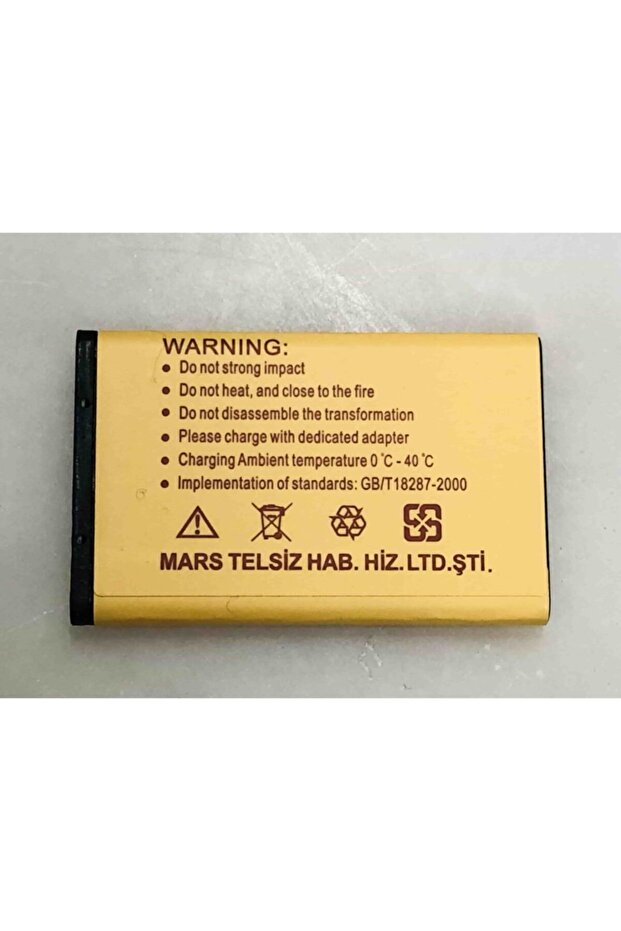 WARNING:
• Do not strong impact
• Do not heat, and close to the fire
• Do not disassemble the transformation
• Please charge with dedicated adapter
• Charging Ambient temperature 0 °C - 40 °C
• Implementation of standards: GB/T18287-2000
MARS TELSİZ HAB. HİZ.LTD.ŞTİ.